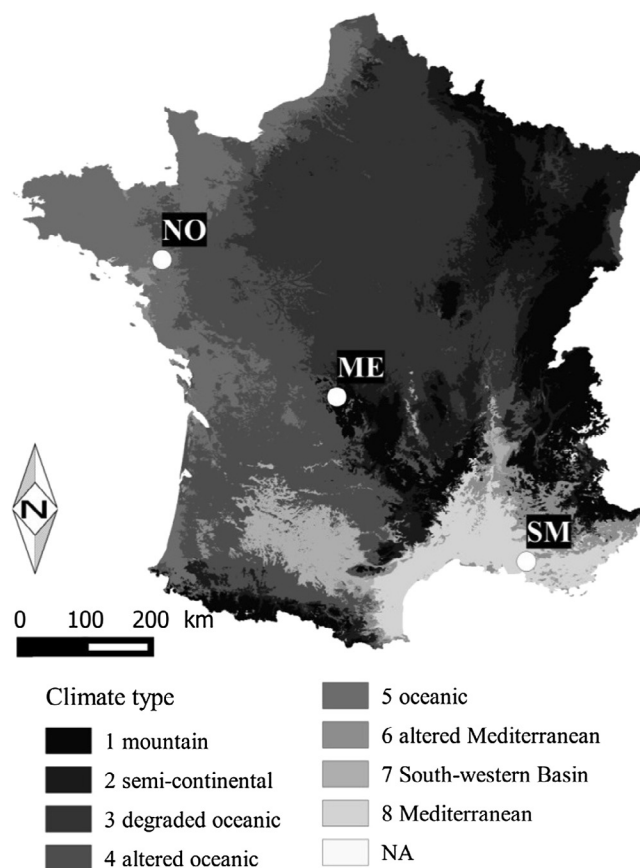 NO
ME
SM
N
0 100 200 km
Climate type
1 mountain
2 semi-continental
3 degraded oceanic
4 altered oceanic
5 oceanic
6 altered Mediterranean
7 South-western Basin
8 Mediterranean
NA